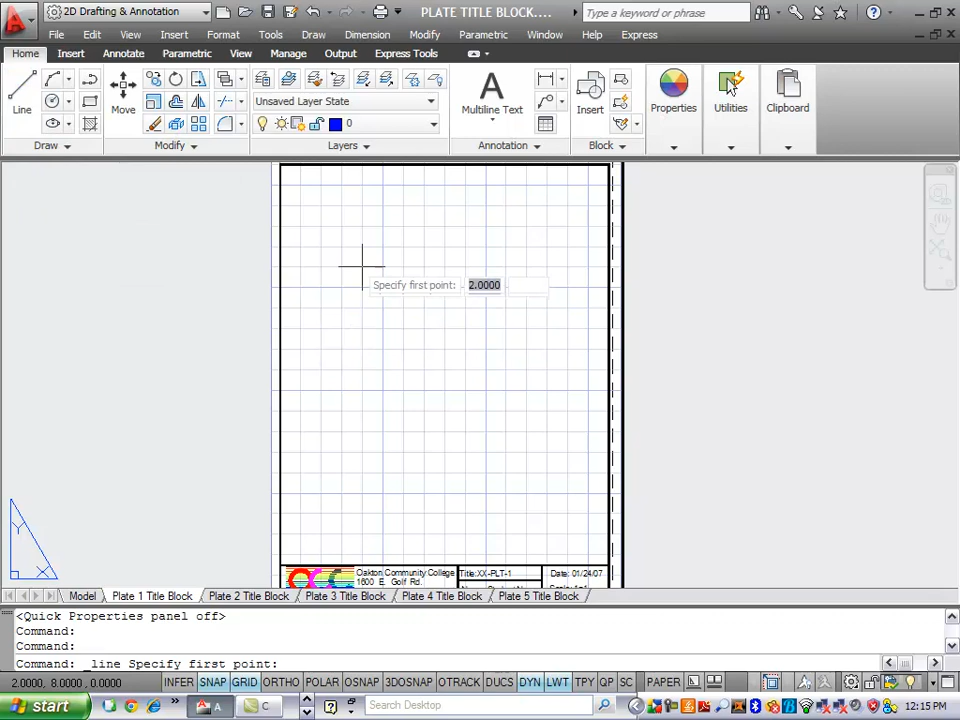 2D Drafting & Annotation
PLATE TITLE BLOCK....
Type a keyword or phrase
File Edit View Insert Format Tools Draw Dimension Modify Parametric Window Help Express
Home Insert Annotate Parametric View Manage Output Express Tools
Line
Move
Unsaved Layer State
0
Multiline Text
Insert
Properties
Utilities
Clipboard
Draw
Modify
Layers
Annotation
Block
Specify first point: 2.0000
Y
X
Oakton Community College
1600 E. Golf Rd.
Title:XX-PLT-1
Date: 01/24/07
Model Plate 1 Title Block Plate 2 Title Block Plate 3 Title Block Plate 4 Title Block Plate 5 Title Block
<Quick Properties panel off>
Command:
Command:
Command: _line Specify first point:
2.0000, 8.0000, 0.0000
INFER SNAP GRID ORTHO POLAR OSNAP 3DOSNAP OTRACK DUCS DYN LWT TPY QP SC PAPER
start
A
C
Search Desktop
12:15 PM